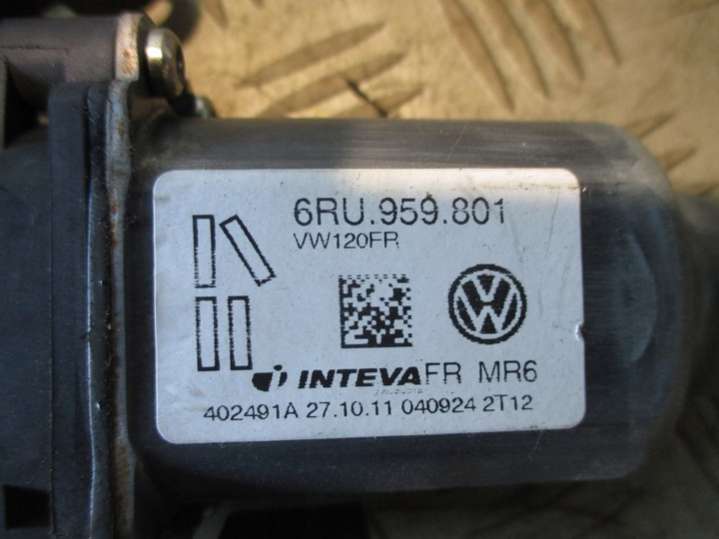 6RU.959.801
VW120FR
INTEVA FR MR6
402491A 27.10.11 040924 2T12